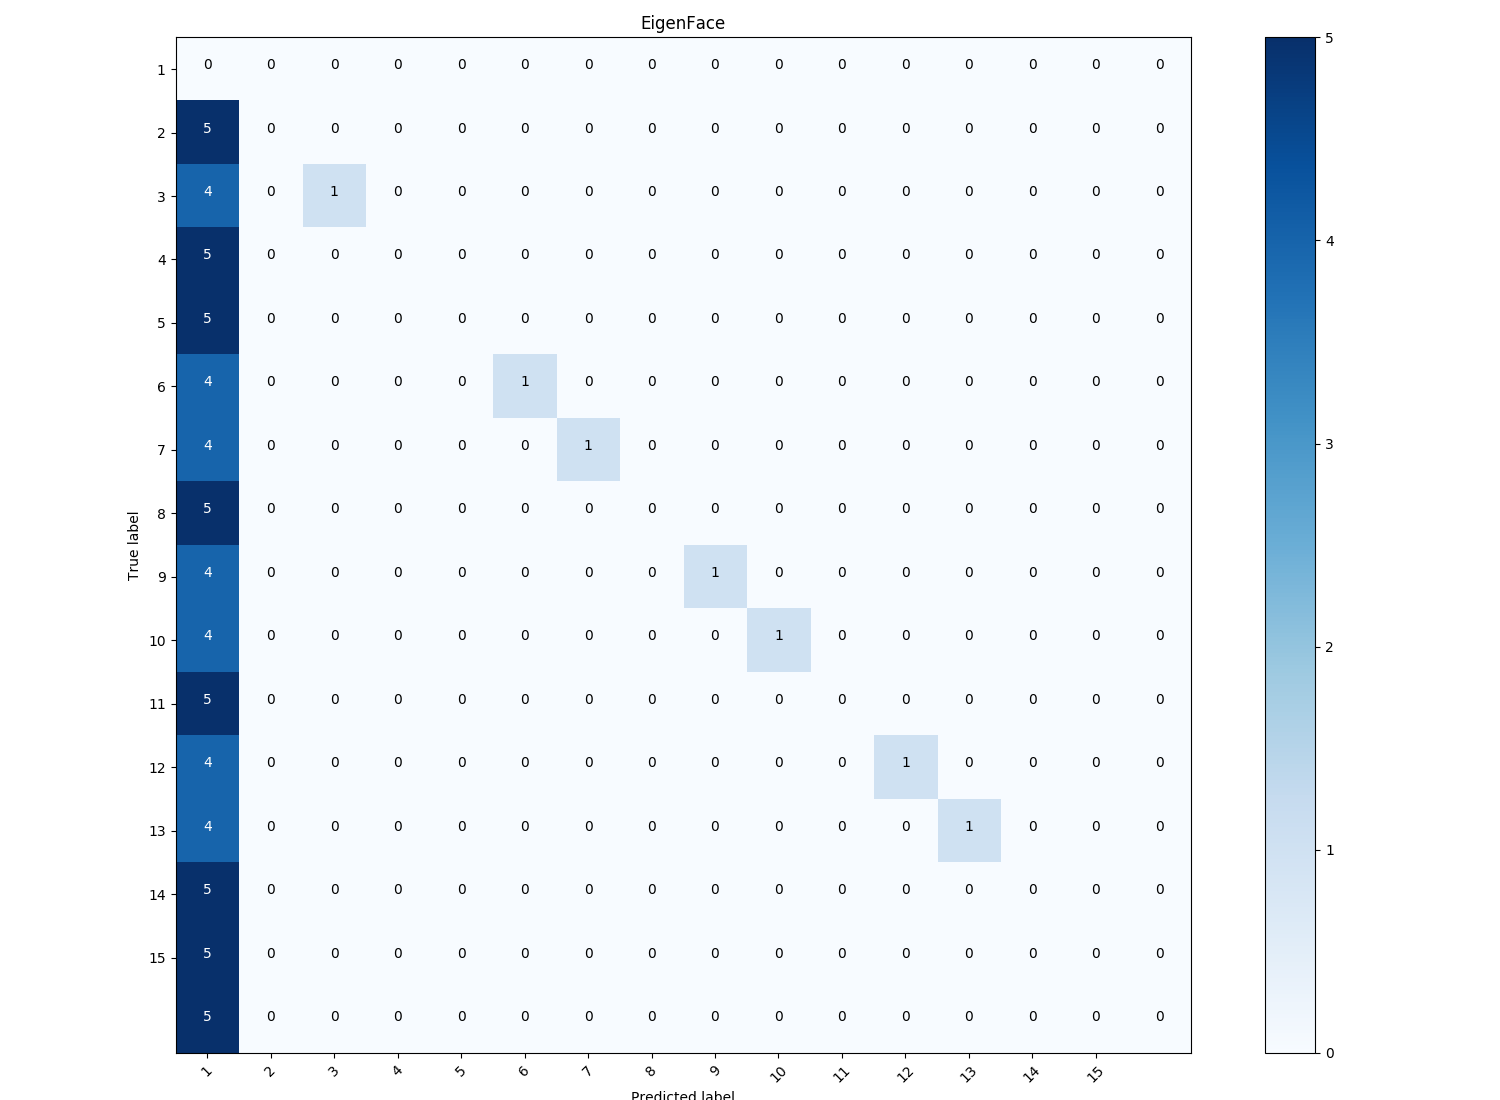 EigenFace
1 0 0 0 0 0 0 0 0 0 0 0 0 0 0 0 0
2 5 0 0 0 0 0 0 0 0 0 0 0 0 0 0 0
3 4 0 1 0 0 0 0 0 0 0 0 0 0 0 0 0
4 5 0 0 0 0 0 0 0 0 0 0 0 0 0 0 0
5 5 0 0 0 0 0 0 0 0 0 0 0 0 0 0 0
6 4 0 0 0 0 1 0 0 0 0 0 0 0 0 0 0
7 4 0 0 0 0 0 1 0 0 0 0 0 0 0 0 0
8 5 0 0 0 0 0 0 0 0 0 0 0 0 0 0 0
9 4 0 0 0 0 0 0 0 1 0 0 0 0 0 0 0
10 4 0 0 0 0 0 0 0 0 1 0 0 0 0 0 0
11 5 0 0 0 0 0 0 0 0 0 0 0 0 0 0 0
12 4 0 0 0 0 0 0 0 0 0 0 1 0 0 0 0
13 4 0 0 0 0 0 0 0 0 0 0 0 1 0 0 0
14 5 0 0 0 0 0 0 0 0 0 0 0 0 0 0 0
15 5 0 0 0 0 0 0 0 0 0 0 0 0 0 0 0
5 0 0 0 0 0 0 0 0 0 0 0 0 0 0 0
1 2 3 4 5 6 7 8 9 10 11 12 13 14 15
True label
Predicted label
5
4
3
2
1
0